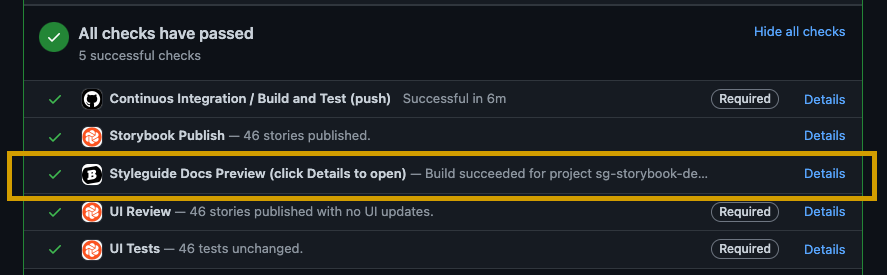 All checks have passed
Hide all checks
5 successful checks
Continuos Integration / Build and Test (push) Successful in 6m Required Details
Storybook Publish — 46 stories published. Details
B Styleguide Docs Preview (click Details to open) — Build succeeded for project sg-storybook-de... Details
UI Review — 46 stories published with no UI updates. Required Details
UI Tests — 46 tests unchanged. Required Details